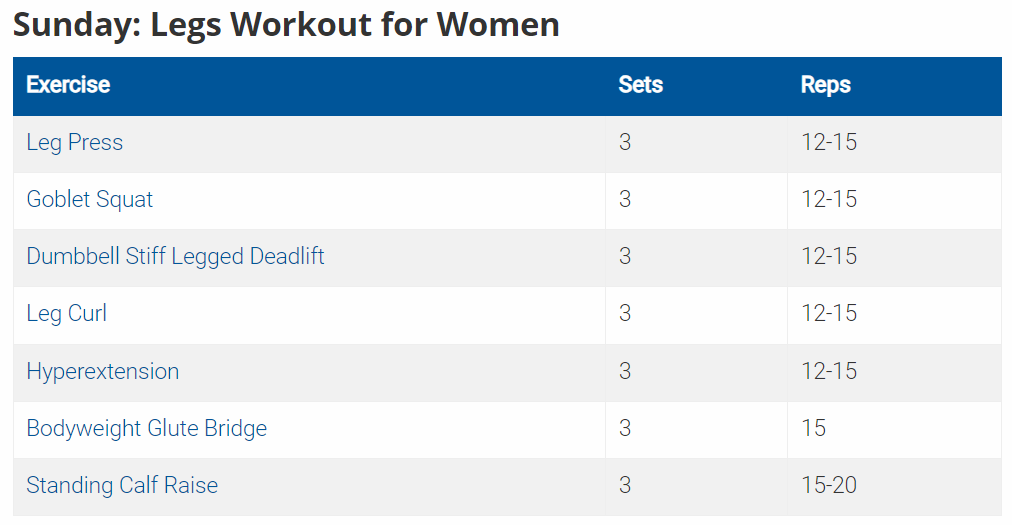 Sunday: Legs Workout for Women
Exercise Sets Reps
Leg Press 3 12-15
Goblet Squat 3 12-15
Dumbbell Stiff Legged Deadlift 3 12-15
Leg Curl 3 12-15
Hyperextension 3 12-15
Bodyweight Glute Bridge 3 15
Standing Calf Raise 3 15-20